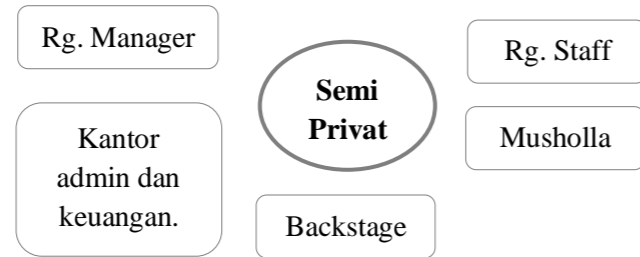 Rg. Manager
Kantor
admin dan
keuangan.
Semi
Privat
Backstage
Rg. Staff
Musholla